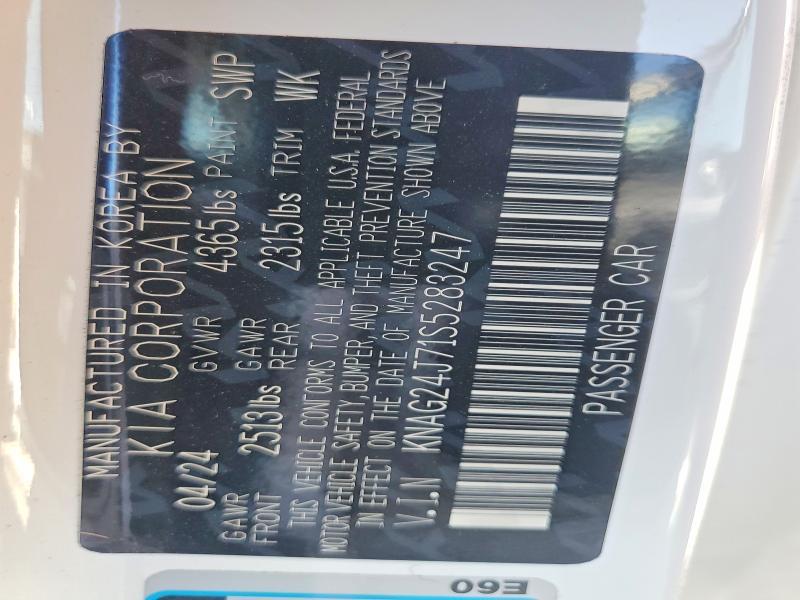 MANUFACTURED IN KOREA BY
KIA CORPORATION
04/24 GVWR 4365lbs PAINT SWP
GAWR FRONT 2513lbs GAWR REAR 2315lbs TRIM WK
THIS VEHICLE CONFORMS TO ALL APPLICABLE U.S.A. FEDERAL
MOTOR VEHICLE SAFETY, BUMPER, AND THEFT PREVENTION STANDARDS
IN EFFECT ON THE DATE OF MANUFACTURE SHOWN ABOVE
V.I.N KNAG24J71S5283247
PASSENGER CAR
E60